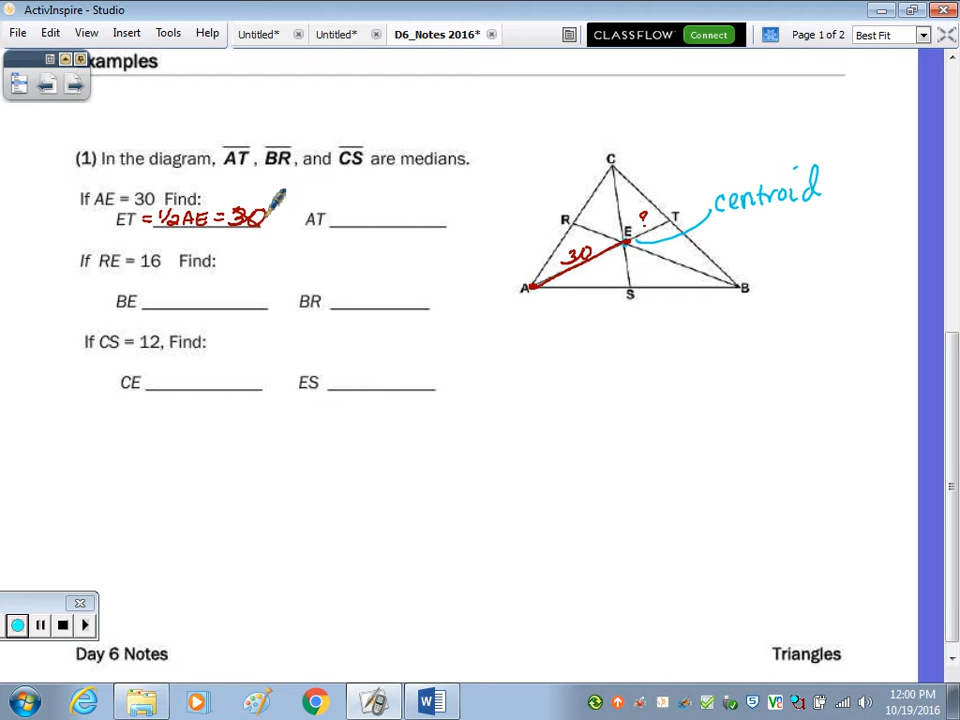 ActivInspire - Studio
File Edit View Insert Tools Help Untitled* Untitled* D6_Notes 2016* CLASSFLOW Connect Page 1 of 2 Best Fit
xamples
(1) In the diagram, AT , BR, and CS are medians.
If AE = 30 Find:
ET = ½ AE = 30 AT
If RE = 16 Find:
BE BR
If CS = 12, Find:
CE ES
C
centroid
R ? T
E
30
A S B
Day 6 Notes Triangles
12:00 PM
10/19/2016